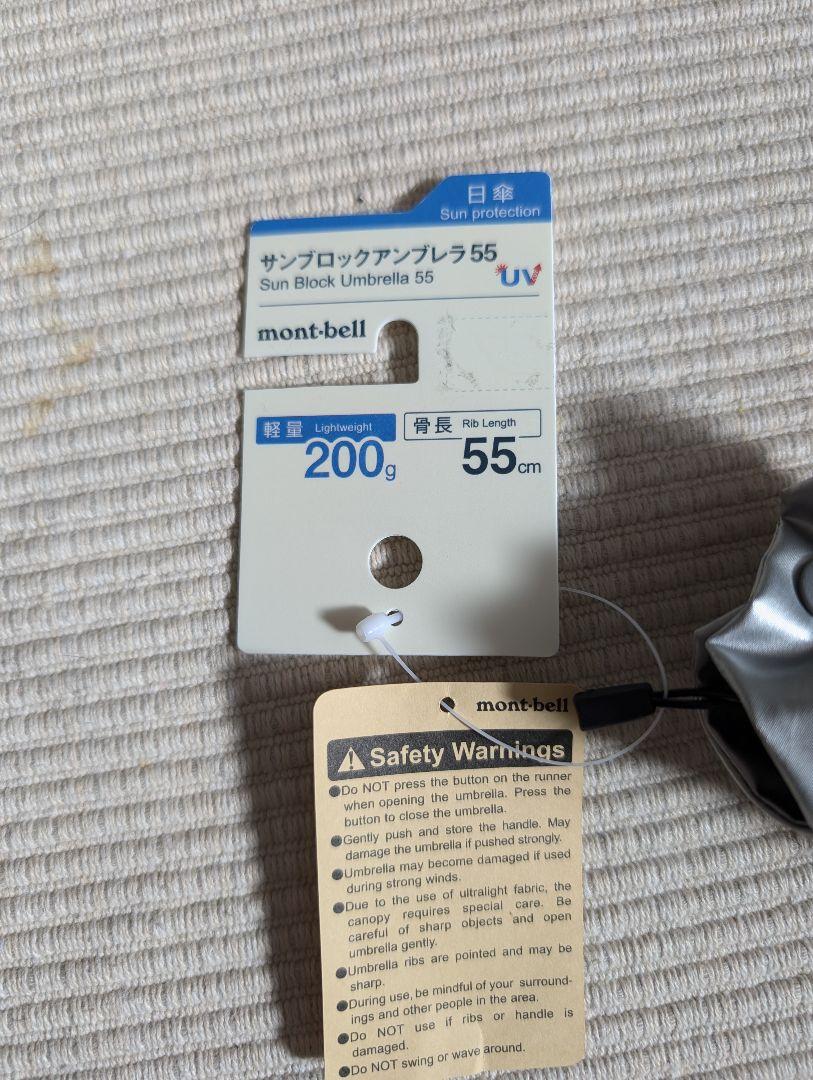 日傘
Sun protection
サンブロックアンブレラ55
Sun Block Umbrella 55
UV
mont-bell
軽量 Lightweight
200g
骨長 Rib Length
55cm
mont-bell
Safety Warnings
●Do NOT press the button on the runner
when opening the umbrella. Press the
button to close the umbrella.
●Gently push and store the handle. May
damage the umbrella if pushed strongly.
●Umbrella may become damaged if used
during strong winds.
●Due to the use of ultralight fabric, the
canopy requires special care. Be
careful of sharp objects and open
umbrella gently.
●Umbrella ribs are pointed and may be
sharp.
●During use, be mindful of your surround-
ings and other people in the area.
●Do NOT use if ribs or handle is
damaged.
●Do NOT swing or wave around.